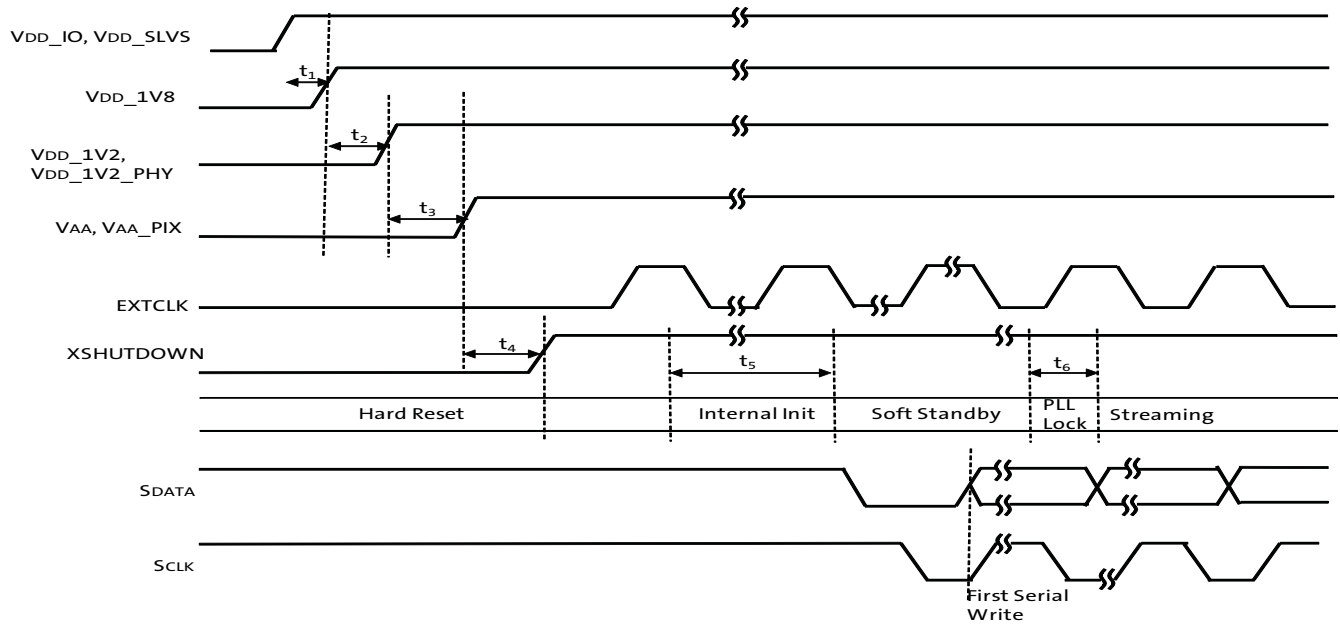 VDD_IO, VDD_SLVS
t1
VDD_1V8
t2
VDD_1V2,
VDD_1V2_PHY
t3
VAA, VAA_PIX
EXTCLK
XSHUTDOWN
t4
t5
t6
Hard Reset
Internal Init
Soft Standby
PLL
Lock
Streaming
SDATA
SCLK
First Serial
Write